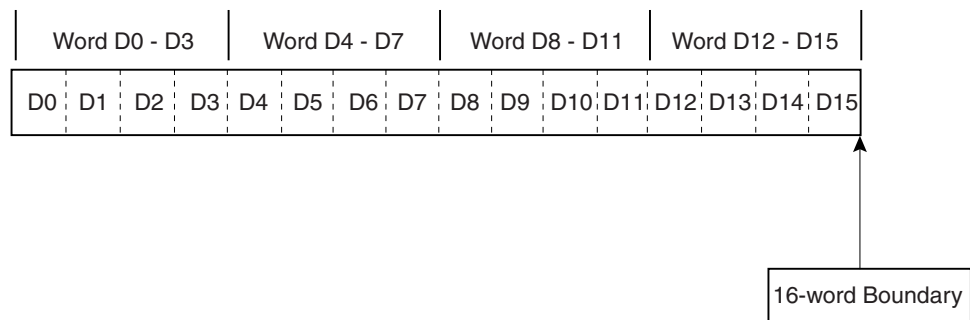 Word D0 - D3 Word D4 - D7 Word D8 - D11 Word D12 - D15
D0 D1 D2 D3 D4 D5 D6 D7 D8 D9 D10 D11 D12 D13 D14 D15
16-word Boundary